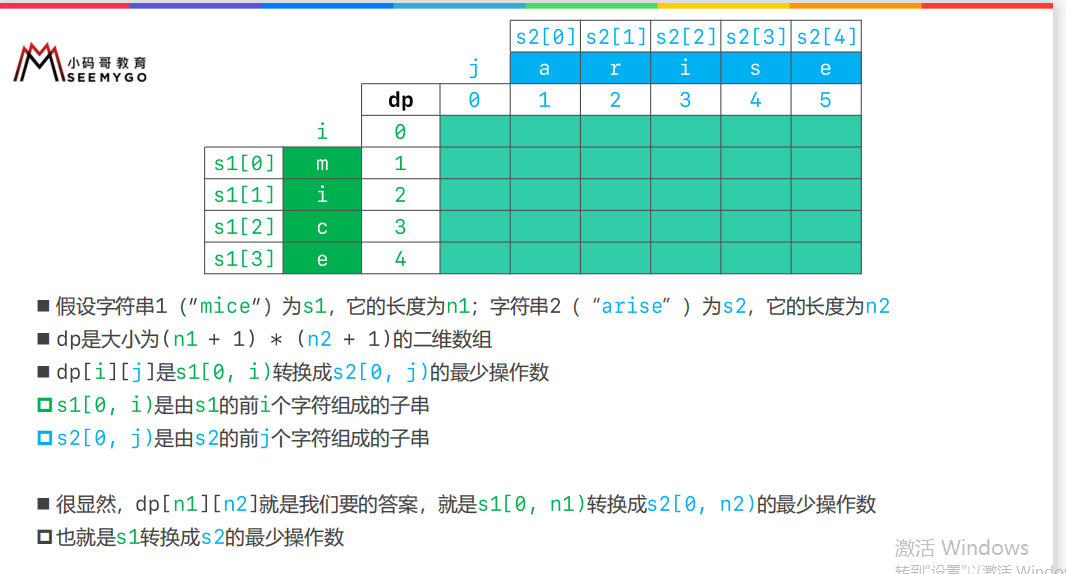 s2[0] s2[1] s2[2] s2[3] s2[4]
小码哥教育
SEEMYGO
j a r i s e
dp 0 1 2 3 4 5
i 0
s1[0] m 1
s1[1] i 2
s1[2] c 3
s1[3] e 4
假设字符串1（”mice”）为s1，它的长度为n1；字符串2（“arise”）为s2，它的长度为n2
dp是大小为(n1 + 1) * (n2 + 1)的二维数组
dp[i][j]是s1[0, i)转换成s2[0, j)的最少操作数
s1[0, i)是由s1的前i个字符组成的子串
s2[0, j)是由s2的前j个字符组成的子串
很显然，dp[n1][n2]就是我们要的答案，就是s1[0, n1)转换成s2[0, n2)的最少操作数
也就是s1转换成s2的最少操作数
激活 Windows
转到“设置”以激活 Windo